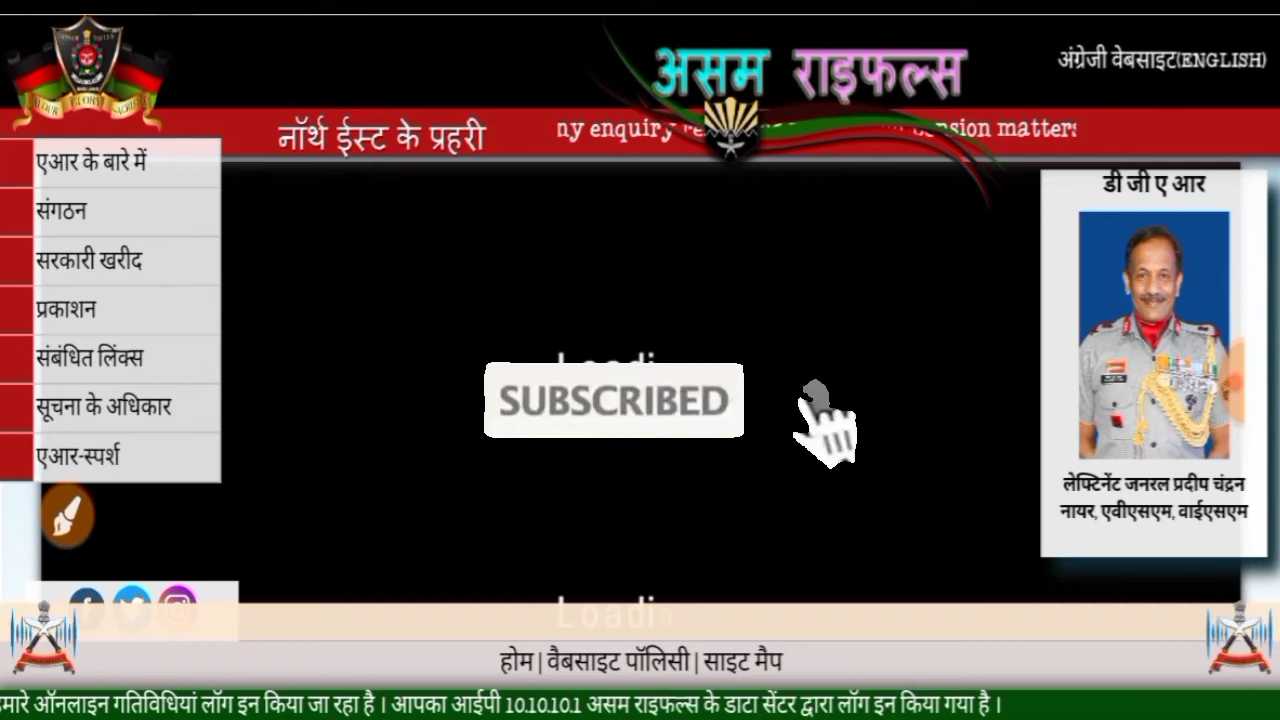 असम राइफल्स
अंग्रेजी वेबसाइट(ENGLISH)
नॉर्थ ईस्ट के प्रहरी
ny enquiry
pension matters
एआर के बारे में
संगठन
सरकारी खरीद
प्रकाशन
संबंधित लिंक्स
सूचना के अधिकार
एआर-स्पर्श
डी जी ए आर
लेफ्टिनेंट जनरल प्रदीप चंद्रन
नायर, एवीएसएम, वाईएसएम
Loadi
SUBSCRIBED
Loadin
होम | वैबसाइट पॉलिसी | साइट मैप
मारे ऑनलाइन गतिविधियां लॉग इन किया जा रहा है । आपका आईपी 10.10.10.1 असम राइफल्स के डाटा सेंटर द्वारा लॉग इन किया गया है ।